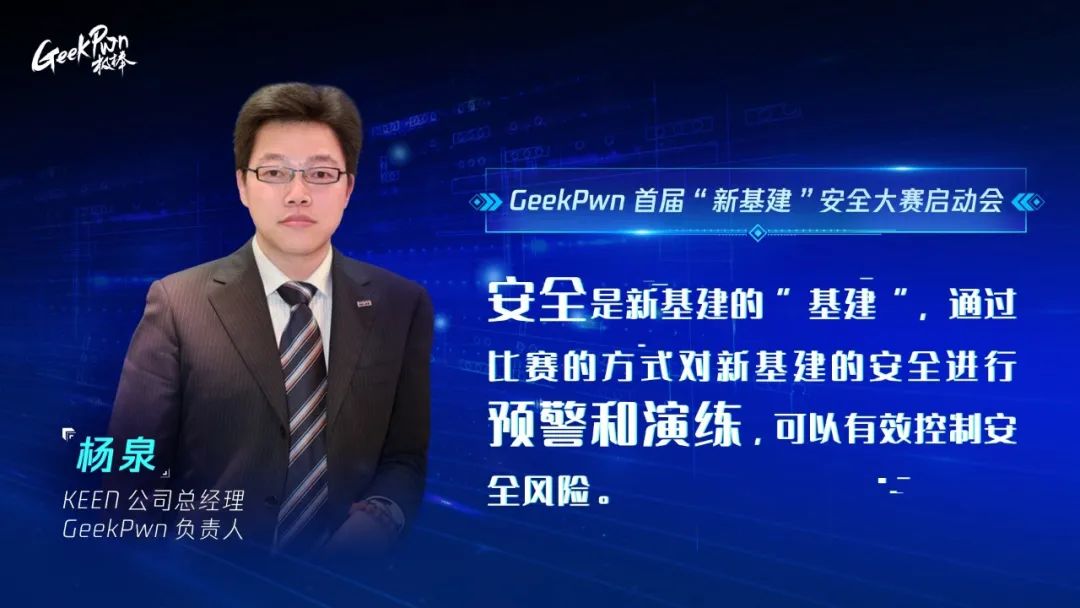 GeekPwn
极棒
GeekPwn 首届“新基建”安全大赛启动会
安全是新基建的”基建”，通过
比赛的方式对新基建的安全进行
预警和演练，可以有效控制安
全风险。
杨泉
KEEN 公司总经理
GeekPwn 负责人